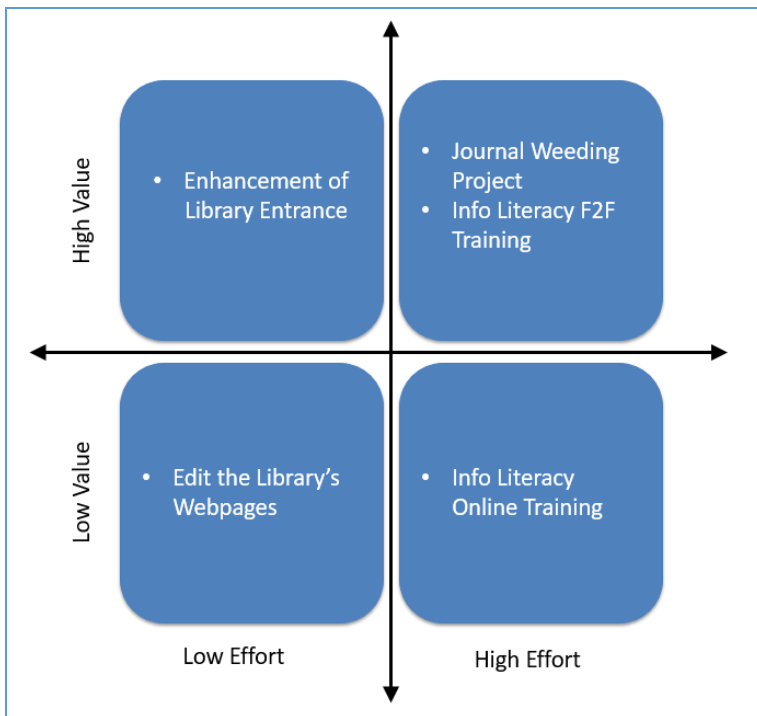 High Value
• Enhancement of
Library Entrance
• Journal Weeding
Project
• Info Literacy F2F
Training
Low Value
• Edit the Library’s
Webpages
• Info Literacy
Online Training
Low Effort
High Effort